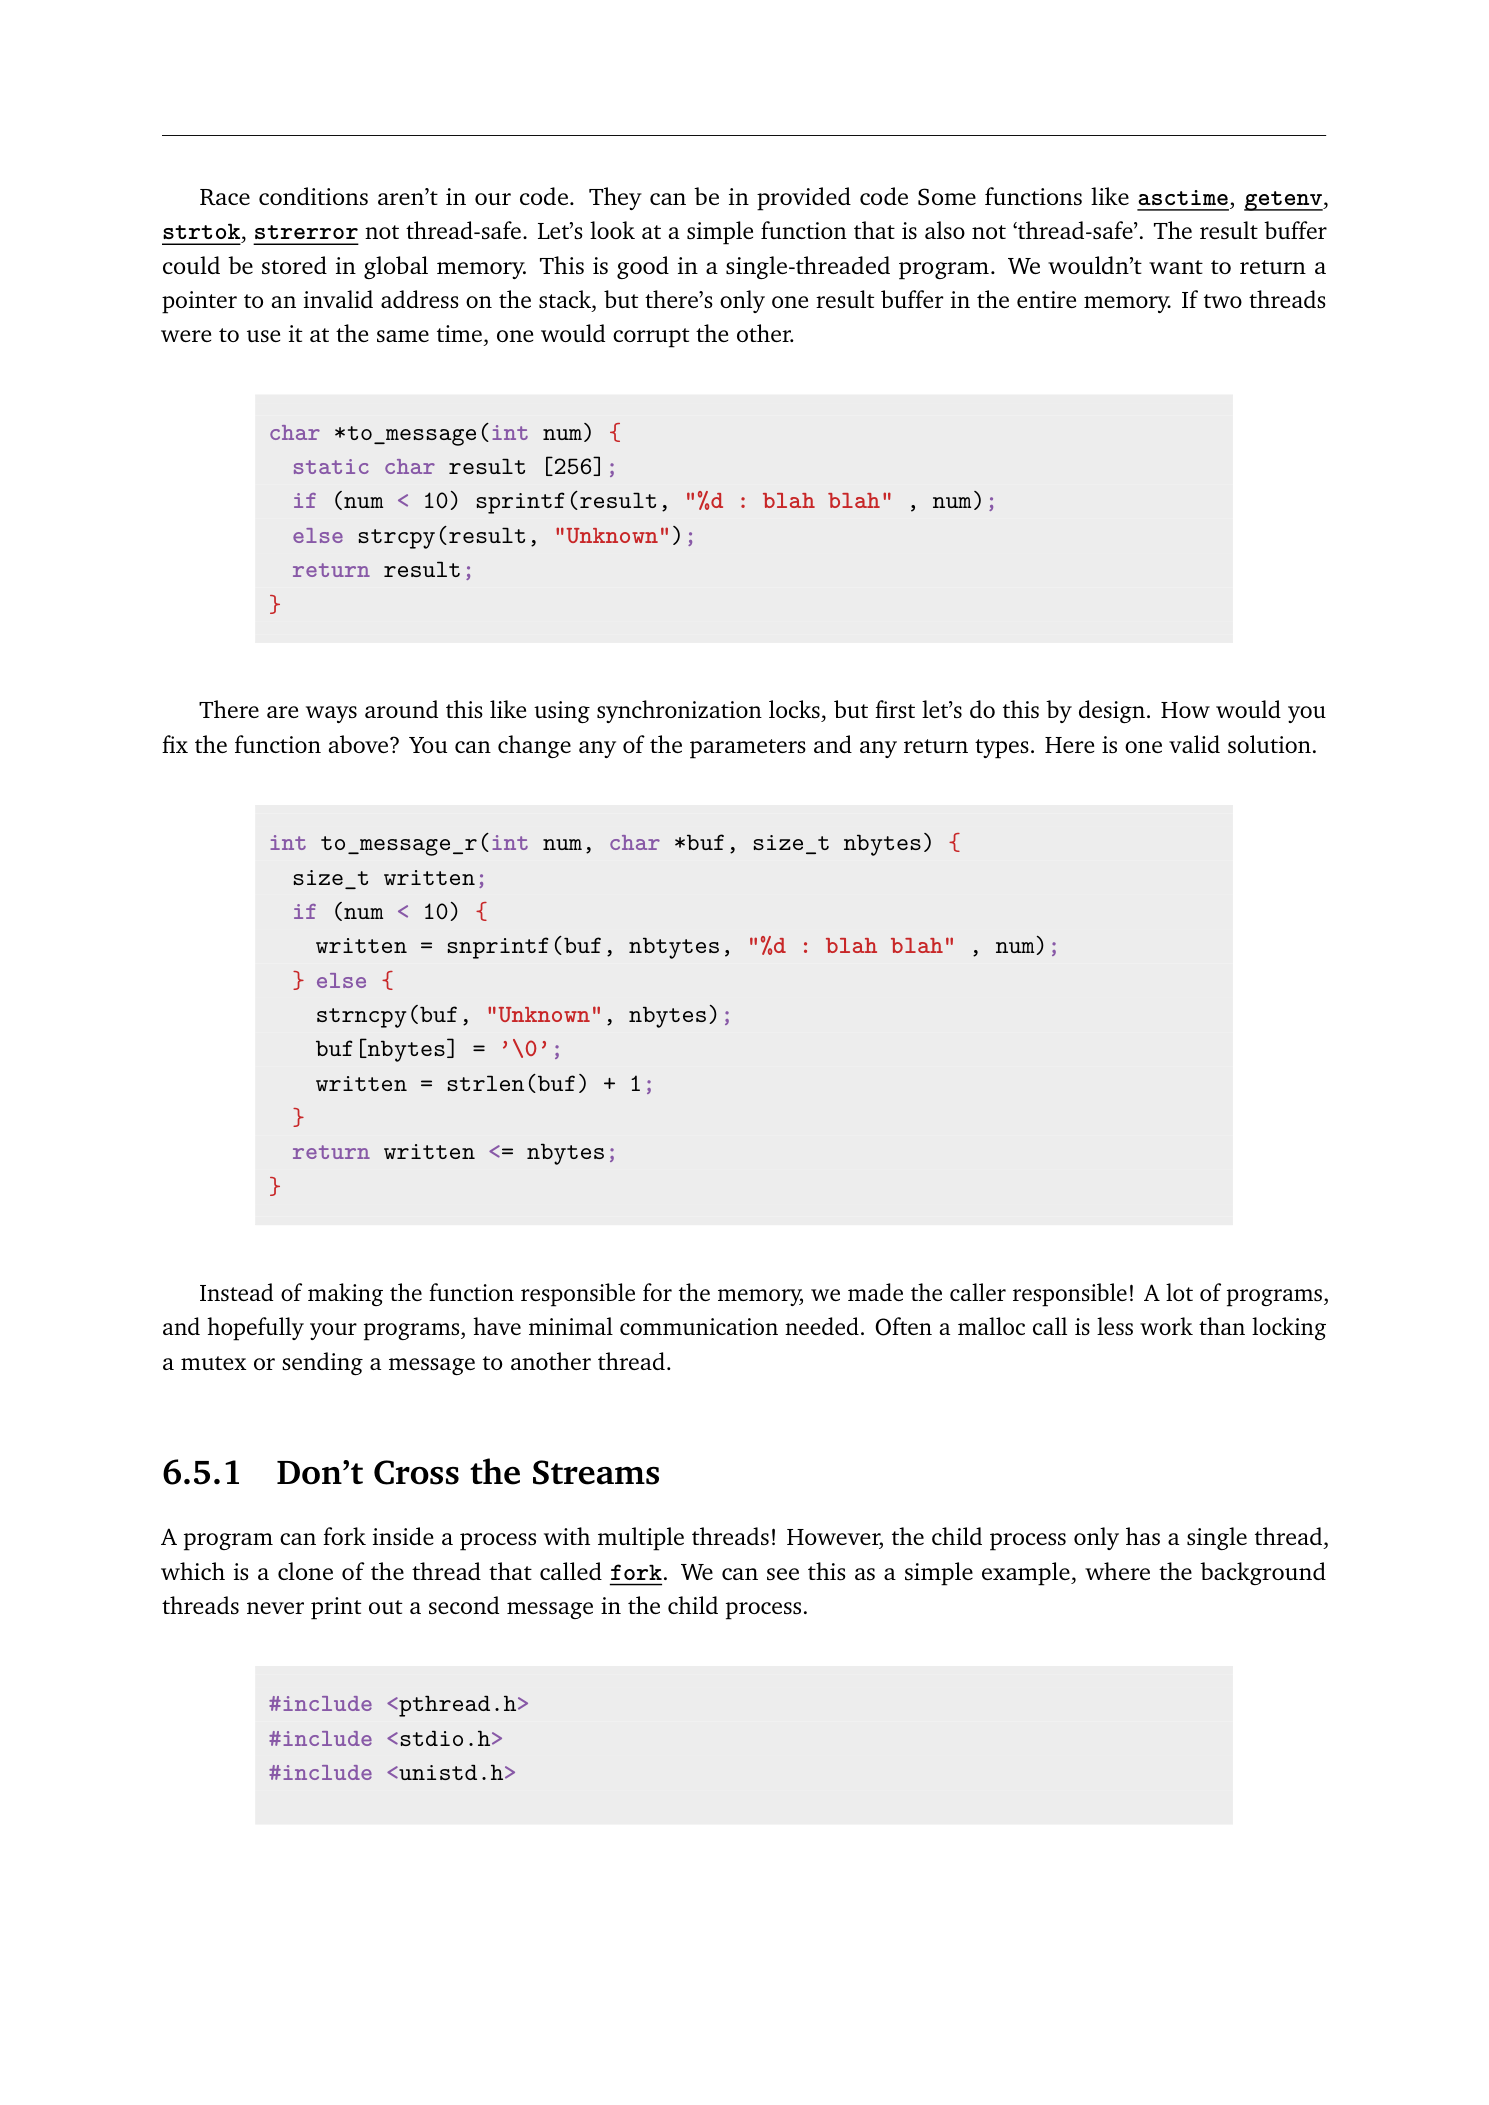 Race conditions aren’t in our code. They can be in provided code Some functions like asctime, getenv,
strtok, strerror not thread-safe. Let’s look at a simple function that is also not ‘thread-safe’. The result buffer
could be stored in global memory. This is good in a single-threaded program. We wouldn’t want to return a
pointer to an invalid address on the stack, but there’s only one result buffer in the entire memory. If two threads
were to use it at the same time, one would corrupt the other.
char *to_message(int num) {
  static char result [256];
  if (num < 10) sprintf(result, "%d : blah blah" , num);
  else strcpy(result, "Unknown");
  return result;
}
There are ways around this like using synchronization locks, but first let’s do this by design. How would you
fix the function above? You can change any of the parameters and any return types. Here is one valid solution.
int to_message_r(int num, char *buf, size_t nbytes) {
  size_t written;
  if (num < 10) {
    written = snprintf(buf, nbtytes, "%d : blah blah" , num);
  } else {
    strncpy(buf, "Unknown", nbytes);
    buf[nbytes] = ’\0’;
    written = strlen(buf) + 1;
  }
  return written <= nbytes;
}
Instead of making the function responsible for the memory, we made the caller responsible! A lot of programs,
and hopefully your programs, have minimal communication needed. Often a malloc call is less work than locking
a mutex or sending a message to another thread.
6.5.1 Don’t Cross the Streams
A program can fork inside a process with multiple threads! However, the child process only has a single thread,
which is a clone of the thread that called fork. We can see this as a simple example, where the background
threads never print out a second message in the child process.
#include <pthread.h>
#include <stdio.h>
#include <unistd.h>